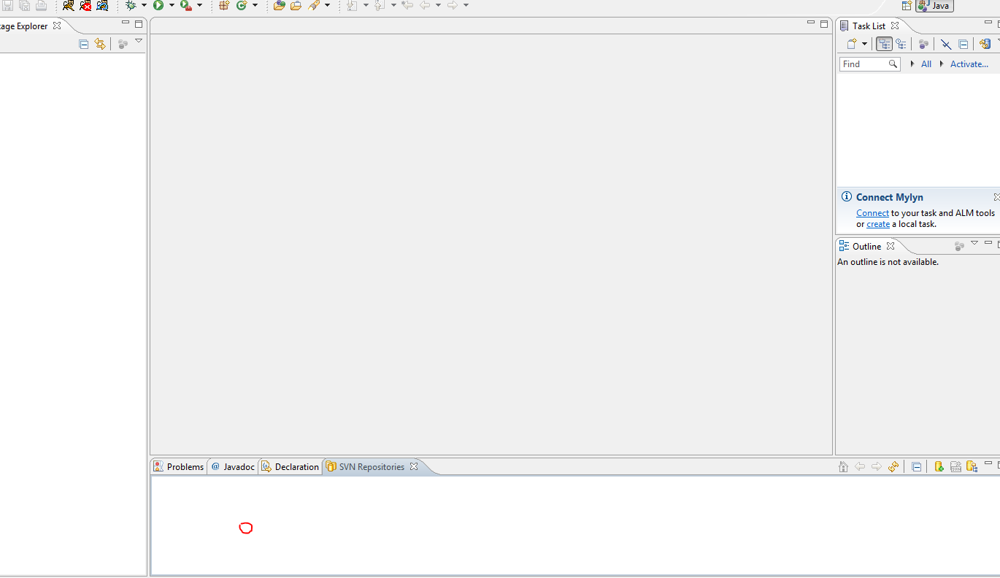 Java
age Explorer
Task List
Find
All
Activate...
Connect Mylyn
Connect to your task and ALM tools
or create a local task.
Outline
An outline is not available.
Problems
@ Javadoc
Declaration
SVN Repositories